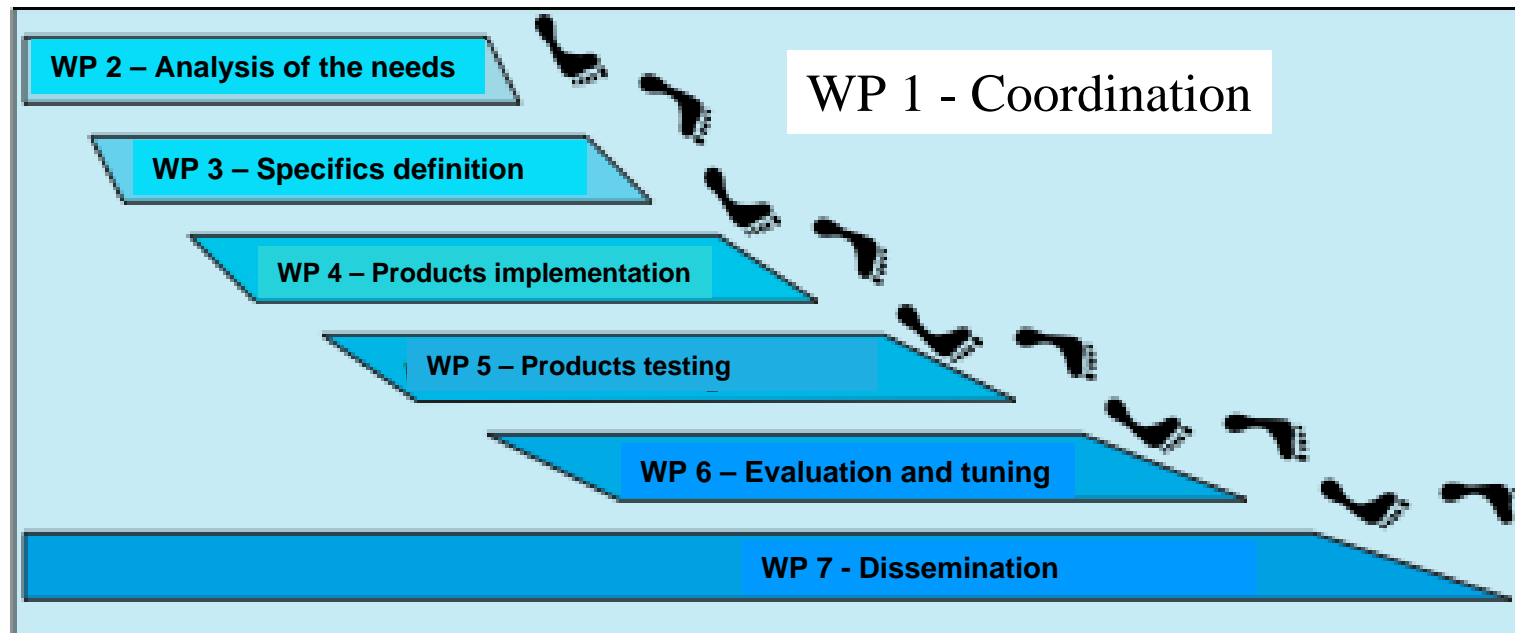 WP 2 – Analysis of the needs
WP 1 - Coordination
WP 3 – Specifics definition
WP 4 – Products implementation
WP 5 – Products testing
WP 6 – Evaluation and tuning
WP 7 - Dissemination